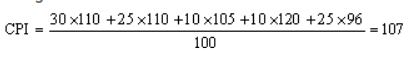 CPI = (30 ×110 +25 ×110 +10 ×105 +10 ×120 +25 ×96) / 100 = 107